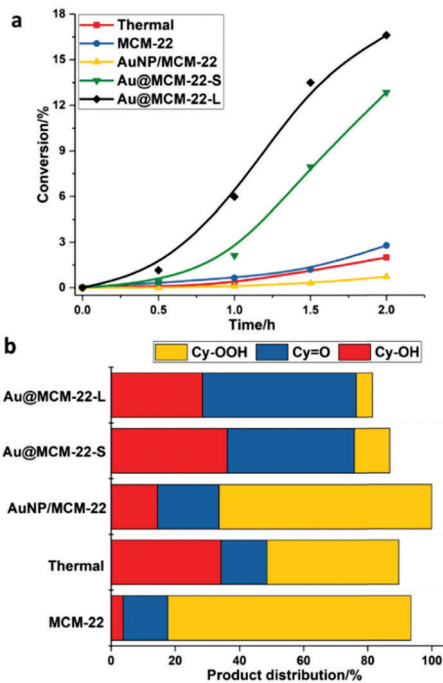 a
Thermal
MCM-22
AuNP/MCM-22
Au@MCM-22-S
Au@MCM-22-L
18
15
12
9
6
3
0
Conversion/%
0.0 0.5 1.0 1.5 2.0
Time/h
b
Cy-OOH Cy=O Cy-OH
Au@MCM-22-L
Au@MCM-22-S
AuNP/MCM-22
Thermal
MCM-22
0 20 40 60 80 100
Product distribution/%